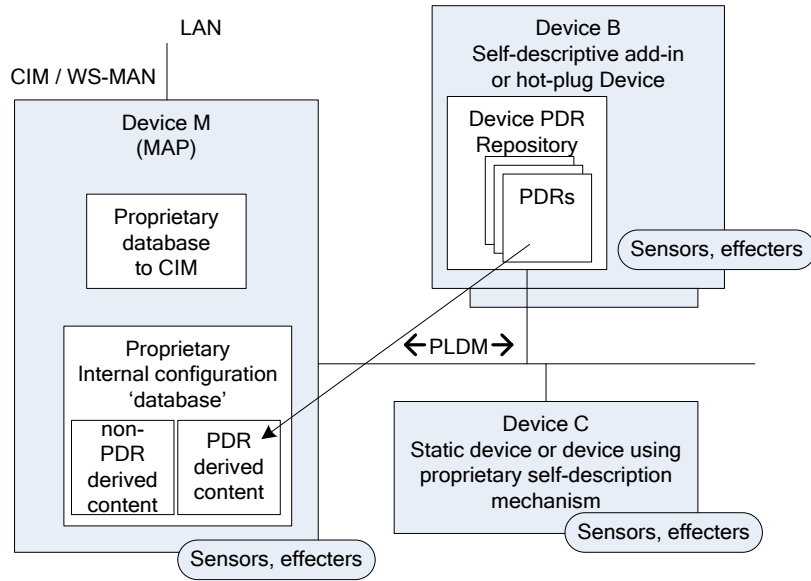 LAN
CIM / WS-MAN
Device M
(MAP)
Proprietary
database
to CIM
Proprietary
Internal configuration
‘database’
non-
PDR
derived
content
PDR
derived
content
Sensors, effecters
Device B
Self-descriptive add-in
or hot-plug Device
Device PDR
Repository
PDRs
Sensors, effecters
PLDM
Device C
Static device or device using
proprietary self-description
mechanism
Sensors, effecters